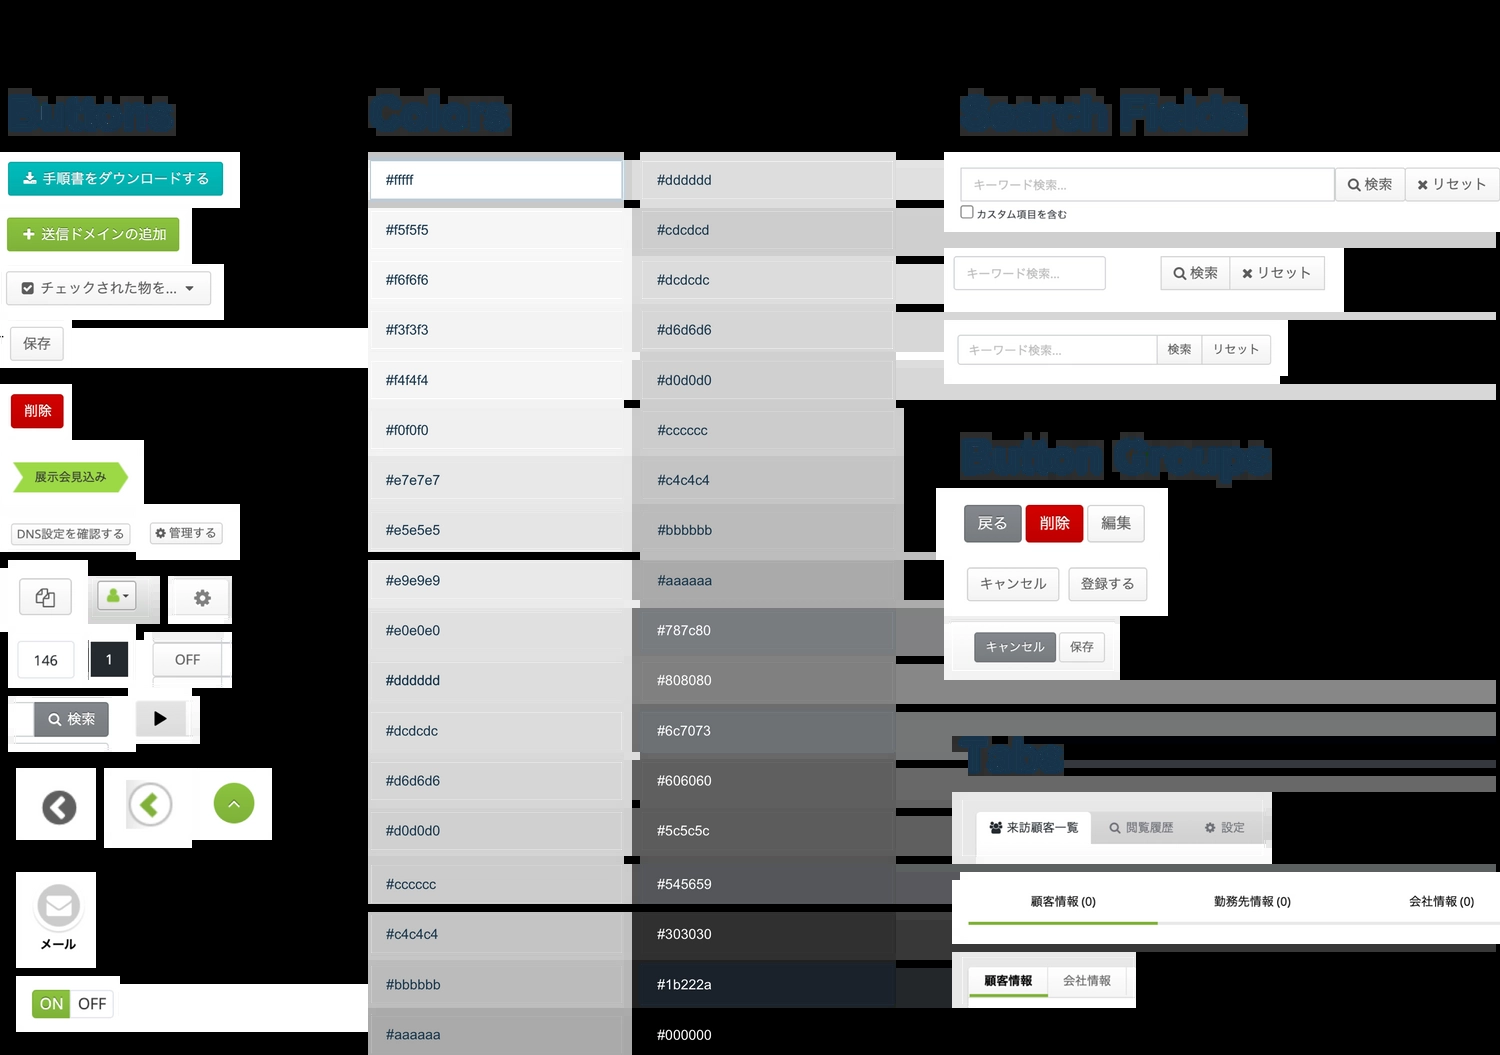 Buttons
手順書をダウンロードする
送信ドメインの追加
チェックされた物を...
保存
削除
展示会見込み
DNS設定を確認する
管理する
146
1
OFF
検索
メール
ON OFF
Colors
#fffff
#f5f5f5
#f6f6f6
#f3f3f3
#f4f4f4
#f0f0f0
#e7e7e7
#e5e5e5
#e9e9e9
#e0e0e0
#dddddd
#dcdcdc
#d6d6d6
#d0d0d0
#cccccc
#c4c4c4
#bbbbbb
#aaaaaa
#dddddd
#cdcdcd
#dcdcdc
#d6d6d6
#d0d0d0
#cccccc
#c4c4c4
#bbbbbb
#aaaaaa
#787c80
#808080
#6c7073
#606060
#5c5c5c
#545659
#303030
#1b222a
#000000
Search Fields
キーワード検索... 検索 リセット
カスタム項目を含む
キーワード検索... 検索 リセット
キーワード検索... 検索 リセット
Button Groups
戻る 削除 編集
キャンセル 登録する
キャンセル 保存
Tabs
来訪顧客一覧 閲覧履歴 設定
顧客情報 (0) 勤務先情報 (0) 会社情報 (0)
顧客情報 会社情報